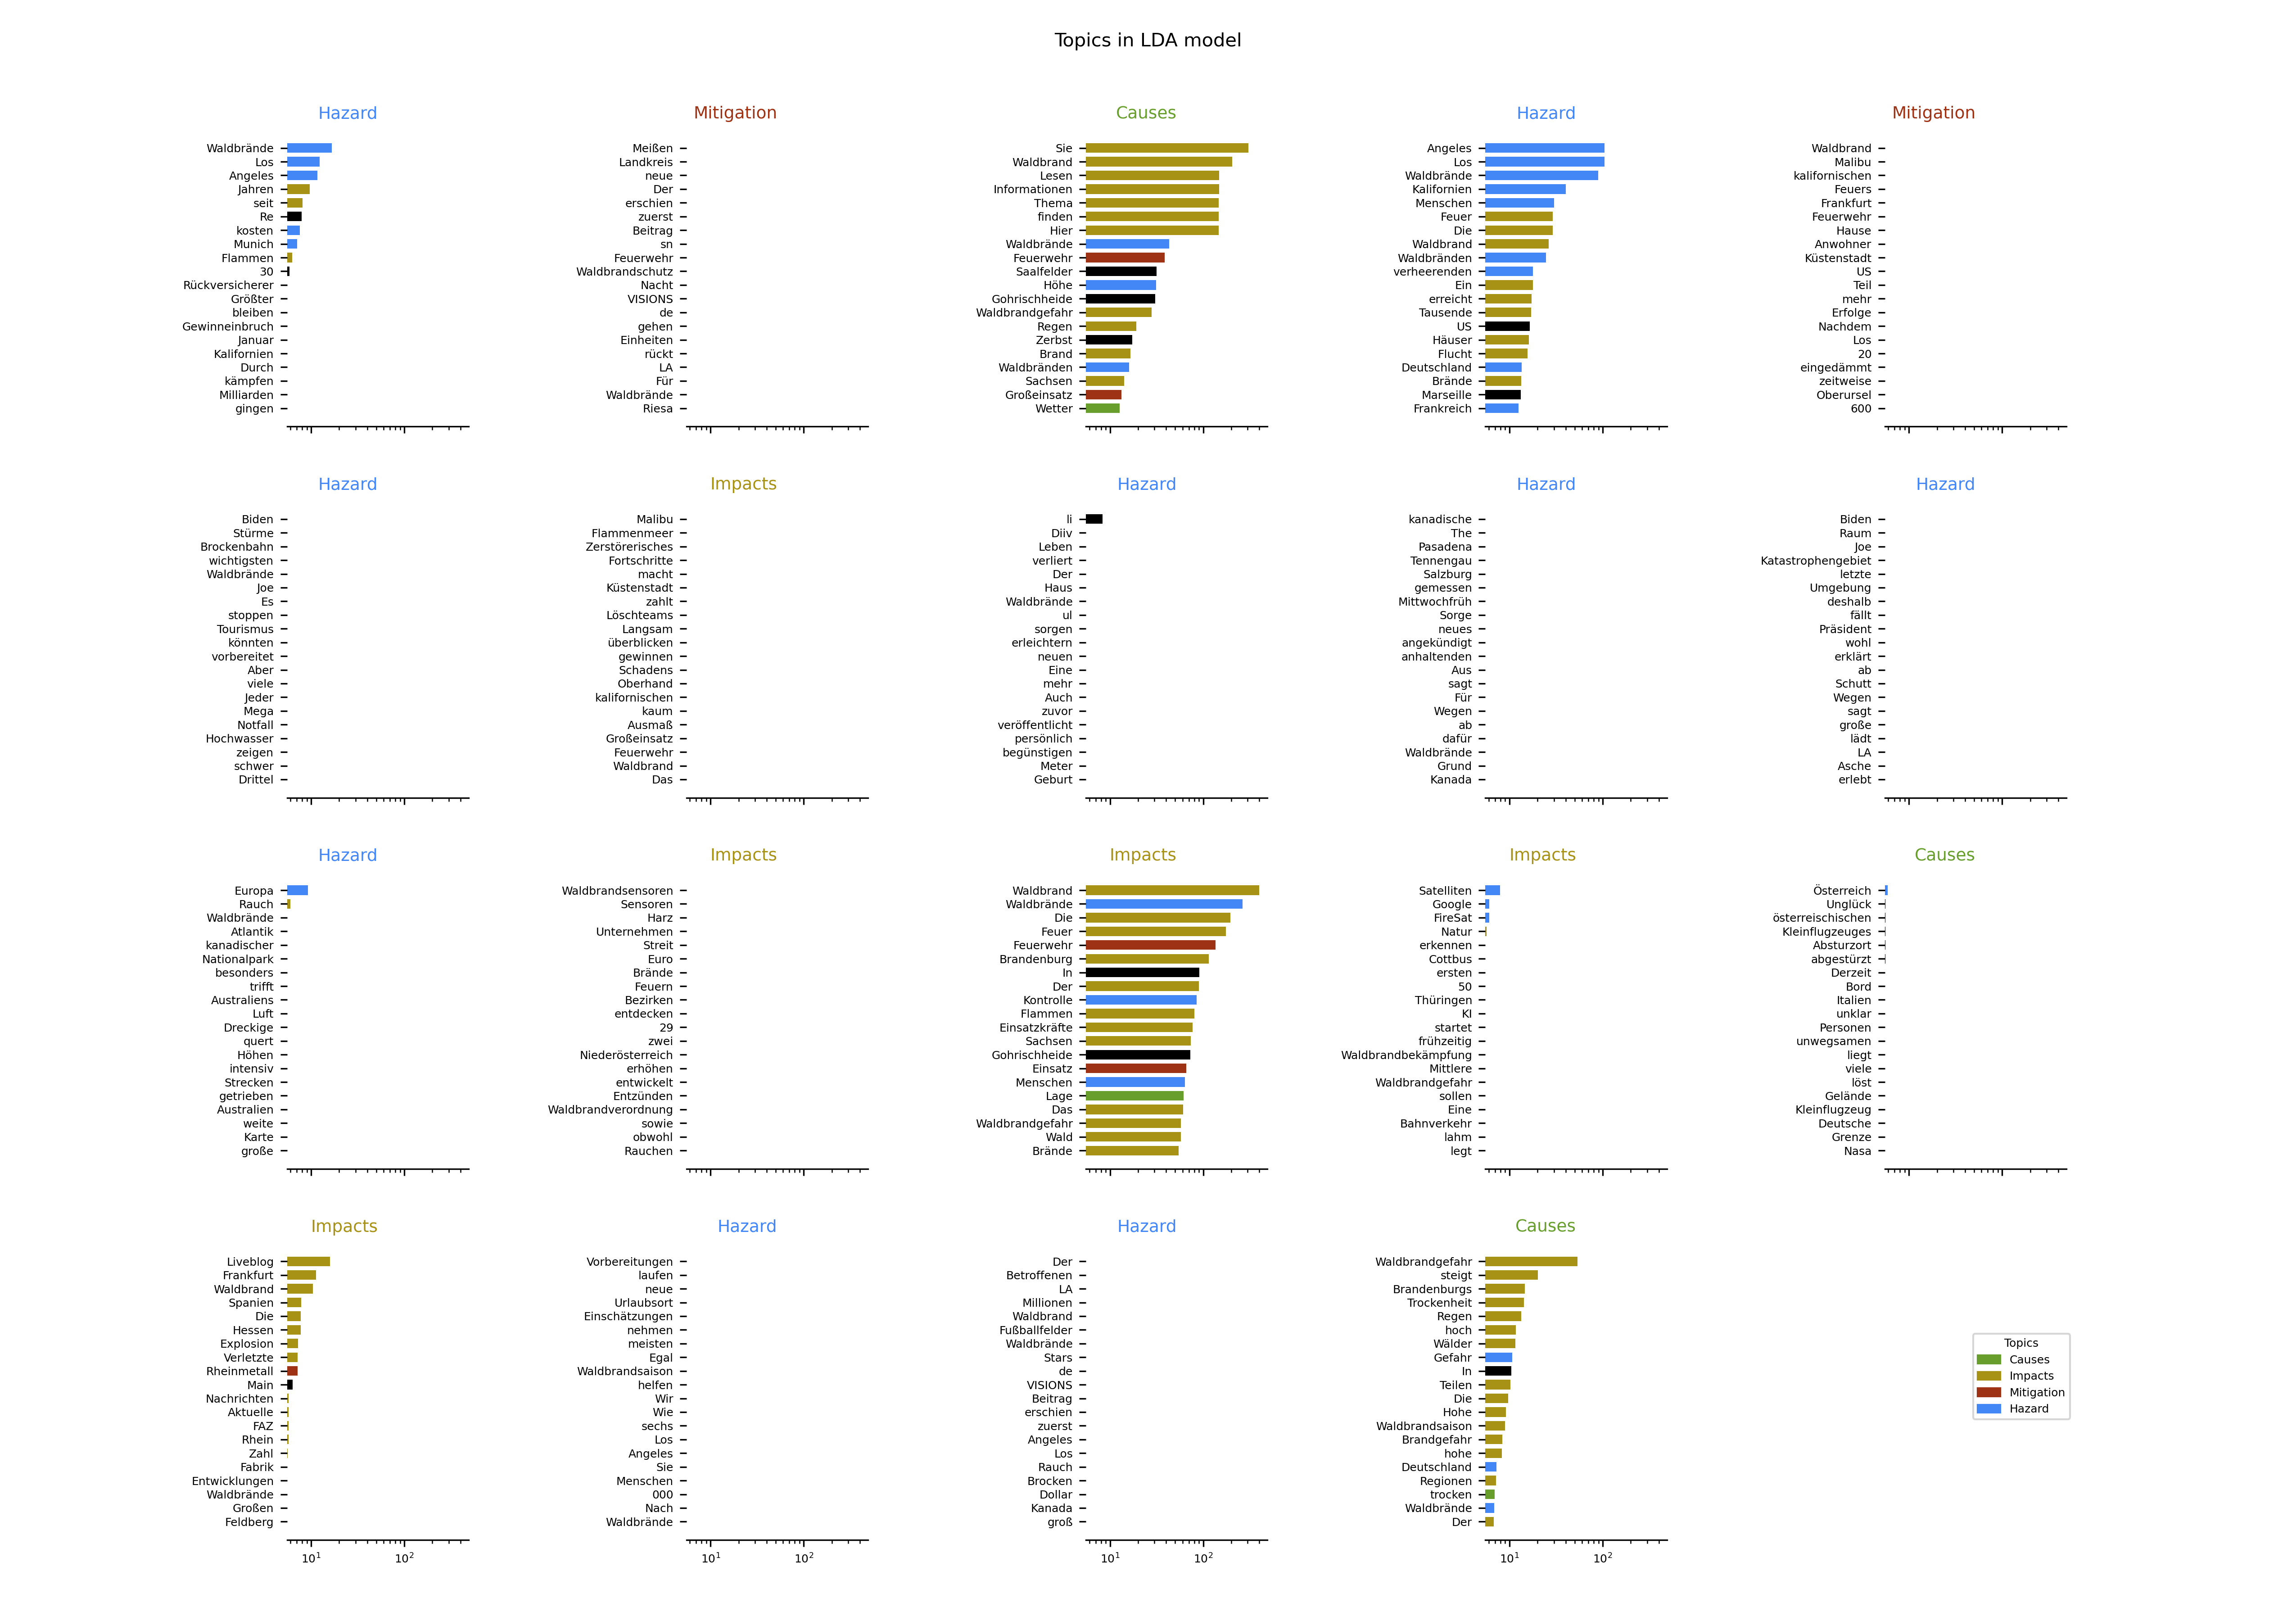 Topics in LDA model
Hazard
Waldbrände
Los
Angeles
Jahren
seit
Re
kosten
Munich
Flammen
30
Rückversicherer
Größter
bleiben
Gewinneinbruch
Januar
Kalifornien
Durch
kämpfen
Milliarden
gingen
Mitigation
Meißen
Landkreis
neue
Der
erschien
zuerst
Beitrag
sn
Feuerwehr
Waldbrandschutz
Nacht
VISIONS
de
gehen
Einheiten
rückt
LA
Für
Waldbrände
Riesa
Causes
Sie
Waldbrand
Lesen
Informationen
Thema
finden
Hier
Waldbrände
Feuerwehr
Saalfelder
Höhe
Gohrischheide
Waldbrandgefahr
Regen
Zerbst
Brand
Waldbränden
Sachsen
Großeinsatz
Wetter
Hazard
Angeles
Los
Waldbrände
Kalifornien
Menschen
Feuer
Die
Waldbrand
Waldbränden
verheerenden
Ein
erreicht
Tausende
US
Häuser
Flucht
Deutschland
Brände
Marseille
Frankreich
Mitigation
Waldbrand
Malibu
kalifornischen
Feuers
Frankfurt
Feuerwehr
Hause
Anwohner
Küstenstadt
US
Teil
mehr
Erfolge
Nachdem
Los
20
eingedämmt
zeitweise
Oberursel
600
Hazard
Biden
Stürme
Brockenbahn
wichtigsten
Waldbrände
Joe
Es
stoppen
Tourismus
könnten
vorbereitet
Aber
viele
Jeder
Mega
Notfall
Hochwasser
zeigen
schwer
Drittel
Impacts
Malibu
Flammenmeer
Zerstörerisches
Fortschritte
macht
Küstenstadt
zahlt
Löschteams
Langsam
überblicken
gewinnen
Schadens
Oberhand
kalifornischen
kaum
Ausmaß
Großeinsatz
Feuerwehr
Waldbrand
Das
Hazard
li
Diiv
Leben
verliert
Der
Haus
Waldbrände
ul
sorgen
erleichtern
neuen
Eine
mehr
Auch
zuvor
veröffentlicht
persönlich
begünstigen
Meter
Geburt
Hazard
kanadische
The
Pasadena
Tennengau
Salzburg
gemessen
Mittwochfrüh
Sorge
neues
angekündigt
anhaltenden
Aus
sagt
Für
Wegen
ab
dafür
Waldbrände
Grund
Kanada
Hazard
Biden
Raum
Joe
Katastrophengebiet
letzte
Umgebung
deshalb
fällt
Präsident
wohl
erklärt
ab
Schutt
Wegen
sagt
große
lädt
LA
Asche
erlebt
Hazard
Europa
Rauch
Waldbrände
Atlantik
kanadischer
Nationalpark
besonders
trifft
Australiens
Luft
Dreckige
quert
Höhen
intensiv
Strecken
getrieben
Australien
weite
Karte
große
Impacts
Waldbrandsensoren
Sensoren
Harz
Unternehmen
Streit
Euro
Brände
Feuern
Bezirken
entdecken
29
zwei
Niederösterreich
erhöhen
entwickelt
Entzünden
Waldbrandverordnung
sowie
obwohl
Rauchen
Impacts
Waldbrand
Waldbrände
Die
Feuer
Feuerwehr
Brandenburg
In
Der
Kontrolle
Flammen
Einsatzkräfte
Sachsen
Gohrischheide
Einsatz
Menschen
Lage
Das
Waldbrandgefahr
Wald
Brände
Impacts
Satelliten
Google
FireSat
Natur
erkennen
Cottbus
ersten
50
Thüringen
KI
startet
frühzeitig
Waldbrandbekämpfung
Mittlere
Waldbrandgefahr
sollen
Eine
Bahnverkehr
lahm
legt
Causes
Österreich
Unglück
österreischischen
Kleinflugzeuges
Absturzort
abgestürzt
Derzeit
Bord
Italien
unklar
Personen
unwegsamen
liegt
viele
löst
Gelände
Kleinflugzeug
Deutsche
Grenze
Nasa
Impacts
Liveblog
Frankfurt
Waldbrand
Spanien
Die
Hessen
Explosion
Verletzte
Rheinmetall
Main
Nachrichten
Aktuelle
FAZ
Rhein
Zahl
Fabrik
Entwicklungen
Waldbrände
Großen
Feldberg
10¹ 10²
Hazard
Vorbereitungen
laufen
neue
Urlaubsort
Einschätzungen
nehmen
meisten
Egal
Waldbrandsaison
helfen
Wir
Wie
sechs
Los
Angeles
Sie
Menschen
000
Nach
Waldbrände
10¹ 10²
Hazard
Der
Betroffenen
LA
Millionen
Waldbrand
Fußballfelder
Waldbrände
Stars
de
VISIONS
Beitrag
erschien
zuerst
Angeles
Los
Rauch
Brocken
Dollar
Kanada
groß
10¹ 10²
Causes
Waldbrandgefahr
steigt
Brandenburgs
Trockenheit
Regen
hoch
Wälder
Gefahr
In
Teilen
Die
Hohe
Waldbrandsaison
Brandgefahr
hohe
Deutschland
Regionen
trocken
Waldbrände
Der
10¹ 10²
Topics
Causes
Impacts
Mitigation
Hazard